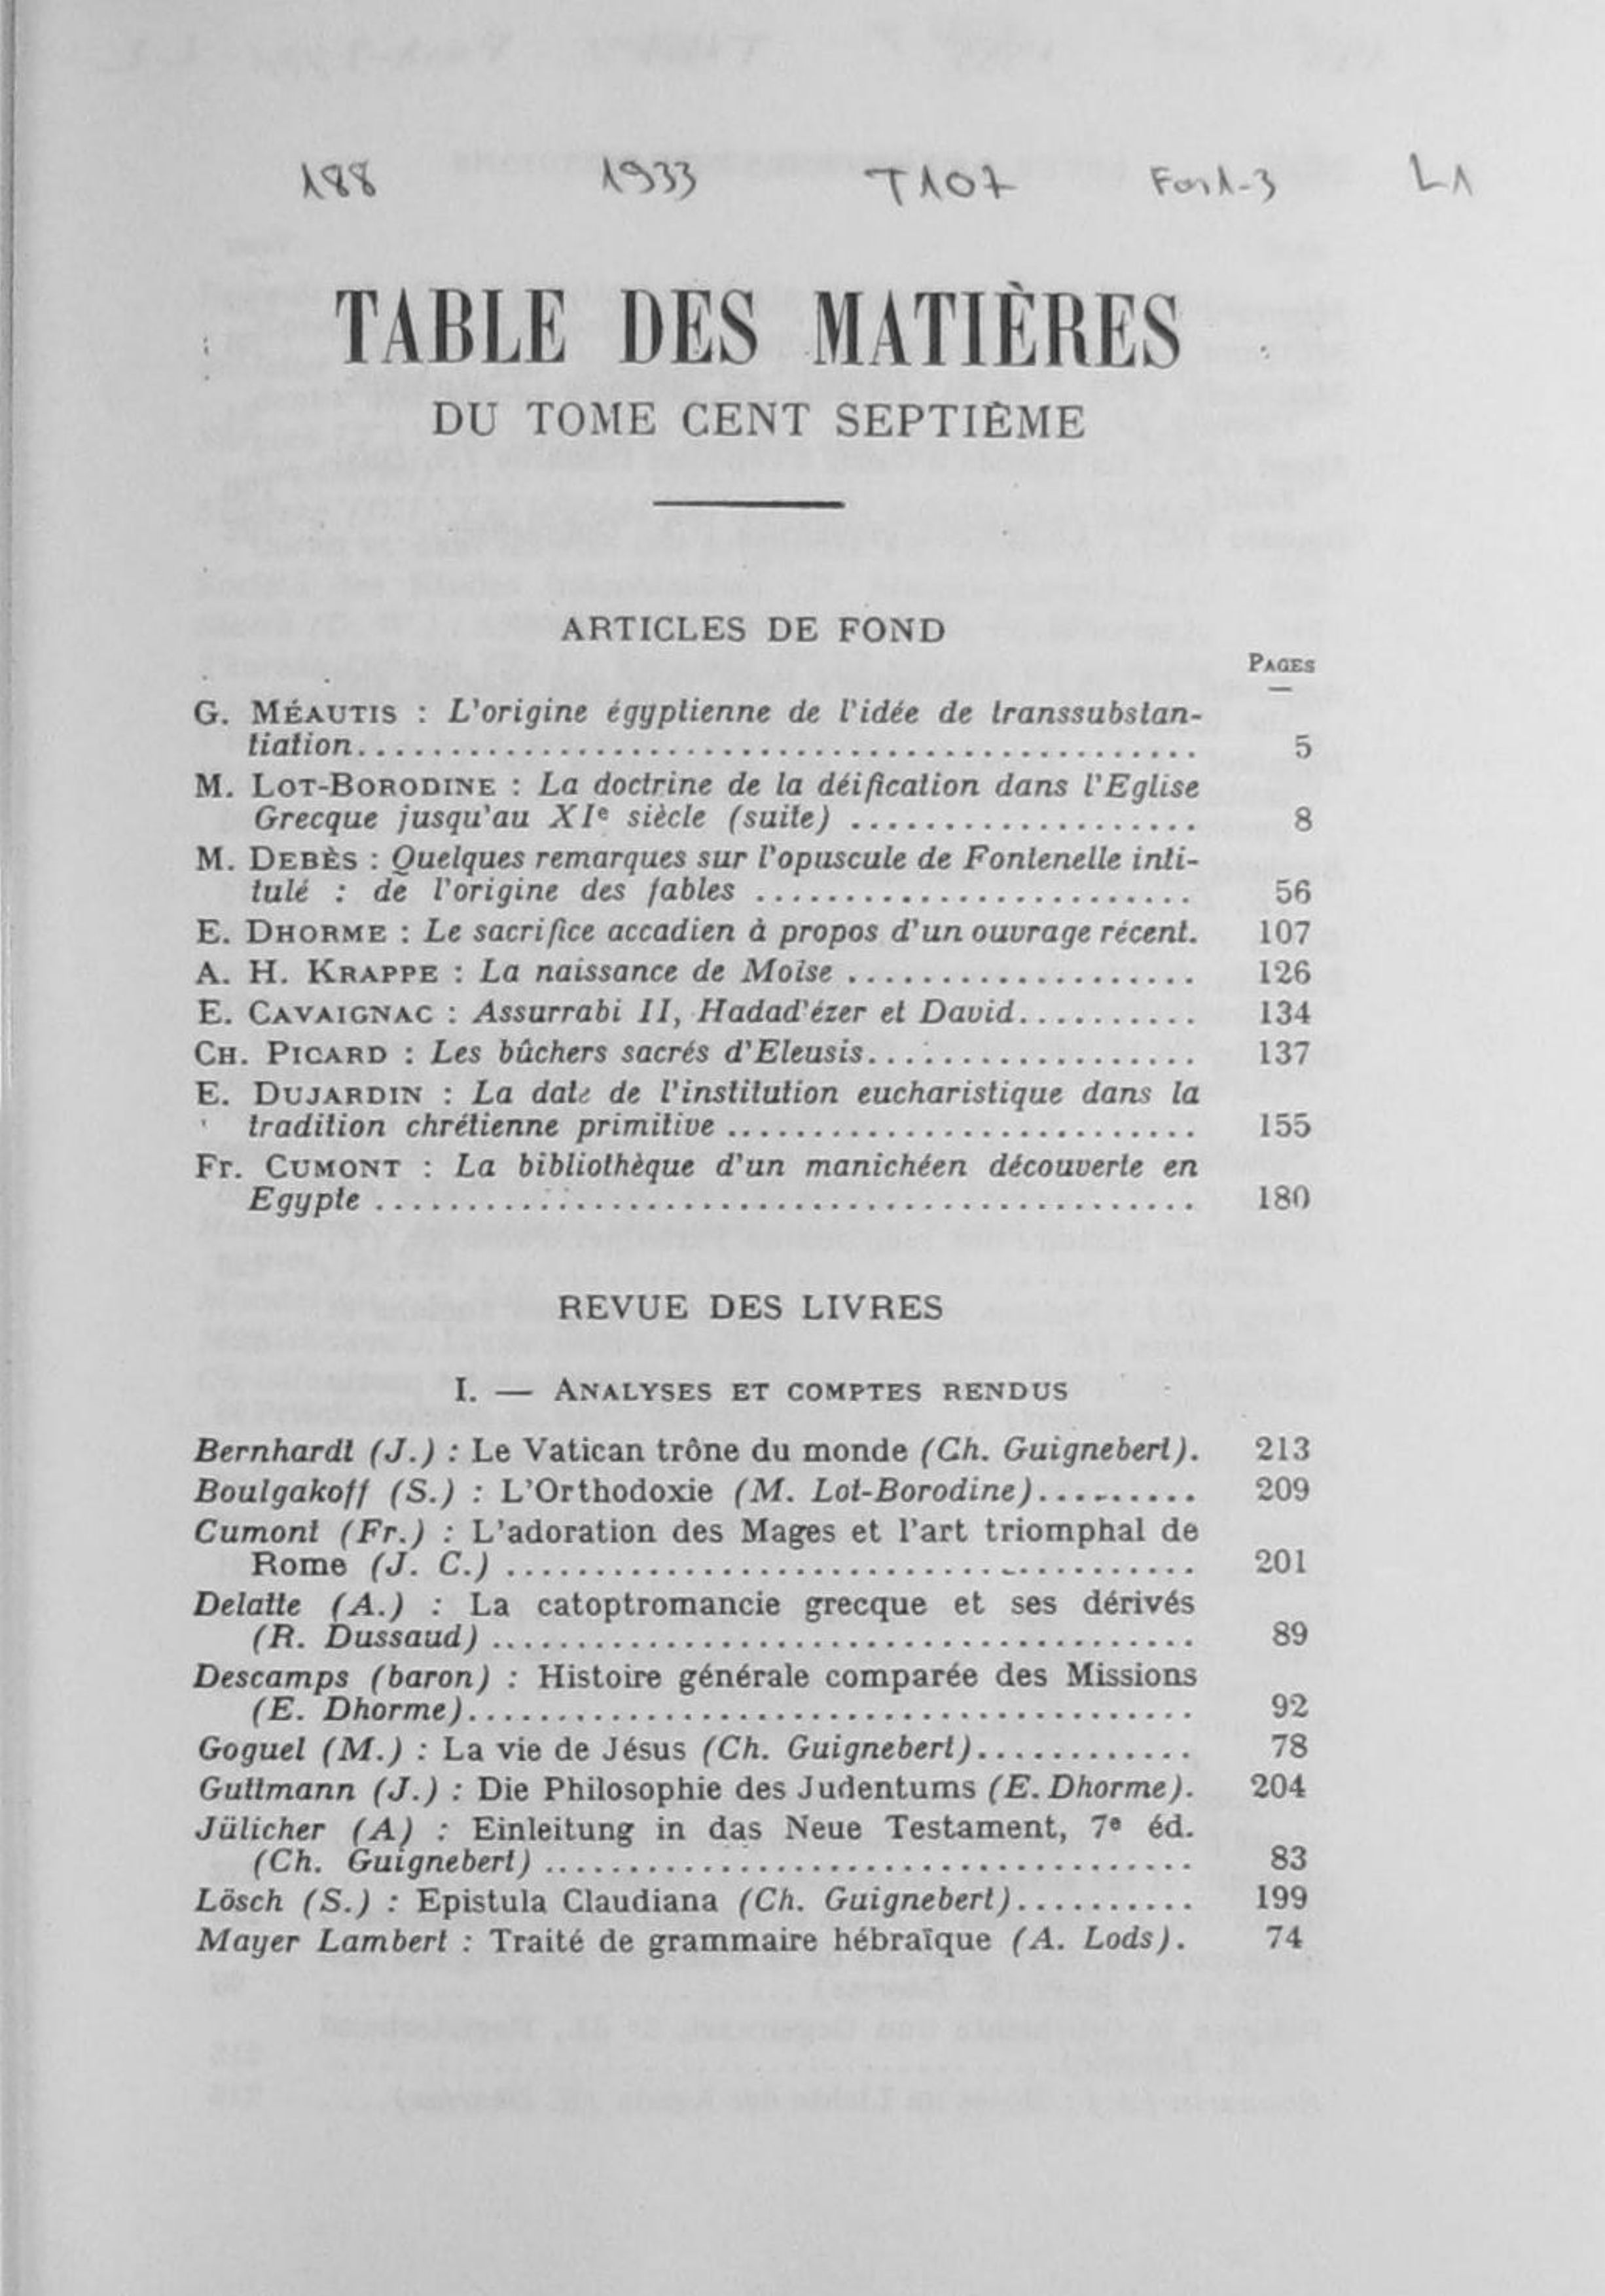 188 1933 T107 Fas1-3 L1
TABLE DES MATIÈRES
DU TOME CENT SEPTIÈME
ARTICLES DE FOND
PAGES
G. MÉAUTIS : L'origine égyptienne de l'idée de transsubstan-
tiation.............................................. 5
M. LOT-BORODINE : La doctrine de la déification dans l'Eglise
Grecque jusqu'au XIe siècle (suite) ................... 8
M. DEBÈS : Quelques remarques sur l'opuscule de Fontenelle inti-
tulé : de l'origine des fables ........................ 56
E. DHORME : Le sacrifice accadien à propos d'un ouvrage récent. 107
A. H. KRAPPE : La naissance de Moïse ................... 126
E. CAVAIGNAC : Assurrabi II, Hadad'ézer et David.......... 134
CH. PICARD : Les bûchers sacrés d'Eleusis.................. 137
E. DUJARDIN : La date de l'institution eucharistique dans la
tradition chrétienne primitive .......................... 155
Fr. CUMONT : La bibliothèque d'un manichéen découverte en
Egypte ............................................. 180
REVUE DES LIVRES
I. — ANALYSES ET COMPTES RENDUS
Bernhardt (J.) : Le Vatican trône du monde (Ch. Guignebert). 213
Boulgakoff (S.) : L'Orthodoxie (M. Lot-Borodine)......... 209
Cumont (Fr.) : L'adoration des Mages et l'art triomphal de
Rome (J. C.) ...................................... 201
Delatte (A.) : La catoptromancie grecque et ses dérivés
(R. Dussaud) ....................................... 89
Descamps (baron) : Histoire générale comparée des Missions
(E. Dhorme)........................................ 92
Goguel (M.) : La vie de Jésus (Ch. Guignebert)............ 78
Guttmann (J.) : Die Philosophie des Judentums (E. Dhorme). 204
Jülicher (A) : Einleitung in das Neue Testament, 7e éd.
(Ch. Guignebert) .................................... 83
Lösch (S.) : Epistula Claudiana (Ch. Guignebert).......... 199
Mayer Lambert : Traité de grammaire hébraïque (A. Lods). 74